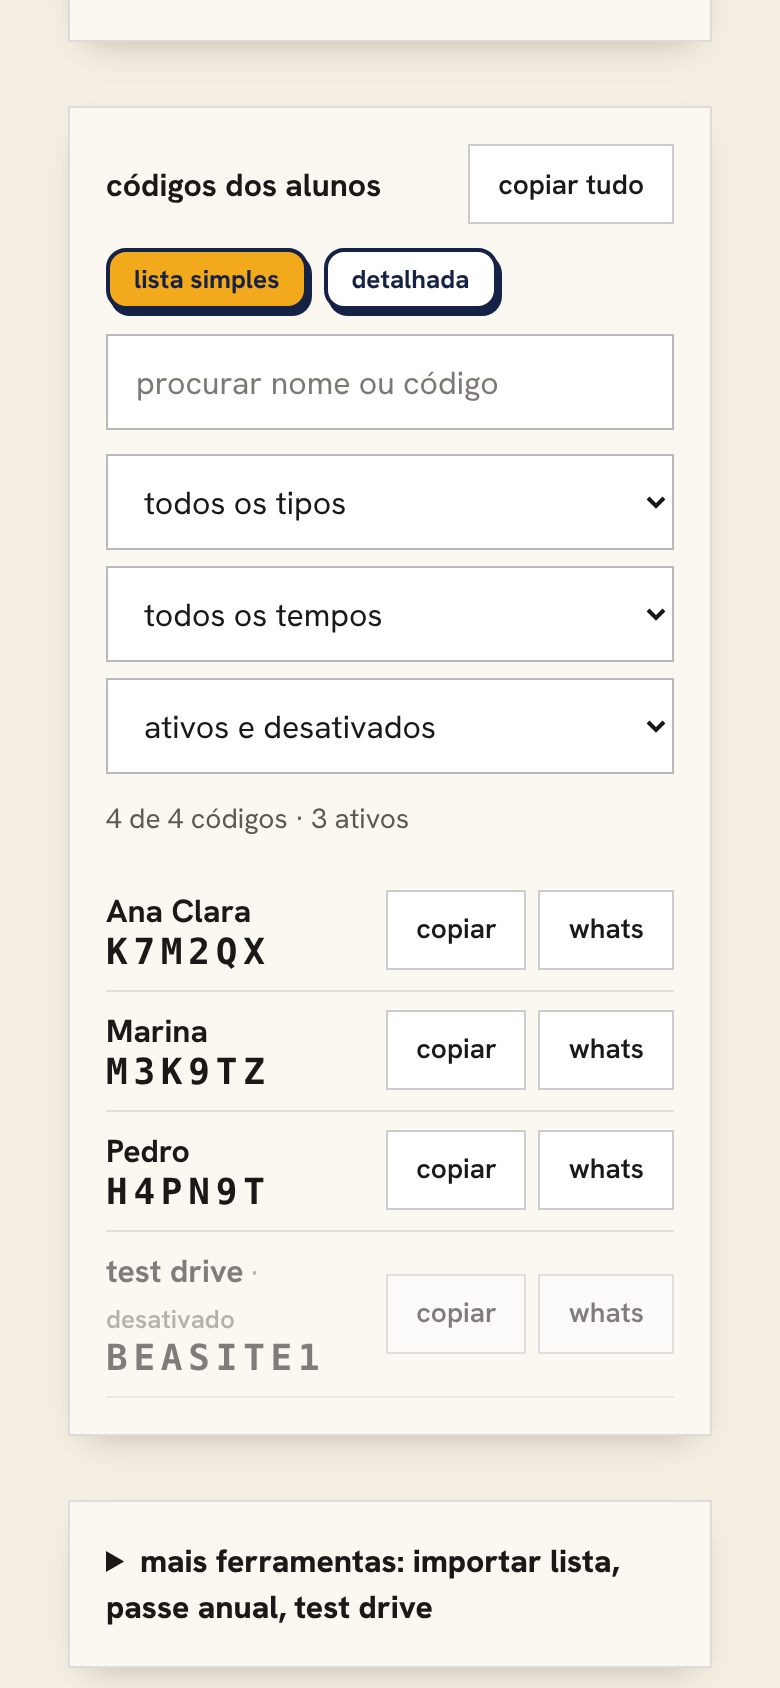 códigos dos alunos
copiar tudo
lista simples
detalhada
procurar nome ou código
todos os tipos
todos os tempos
ativos e desativados
4 de 4 códigos · 3 ativos
Ana Clara
K7M2QX
copiar
whats
Marina
M3K9TZ
copiar
whats
Pedro
H4PN9T
copiar
whats
test drive ·
desativado
BEASITE1
copiar
whats
mais ferramentas: importar lista,
passe anual, test drive